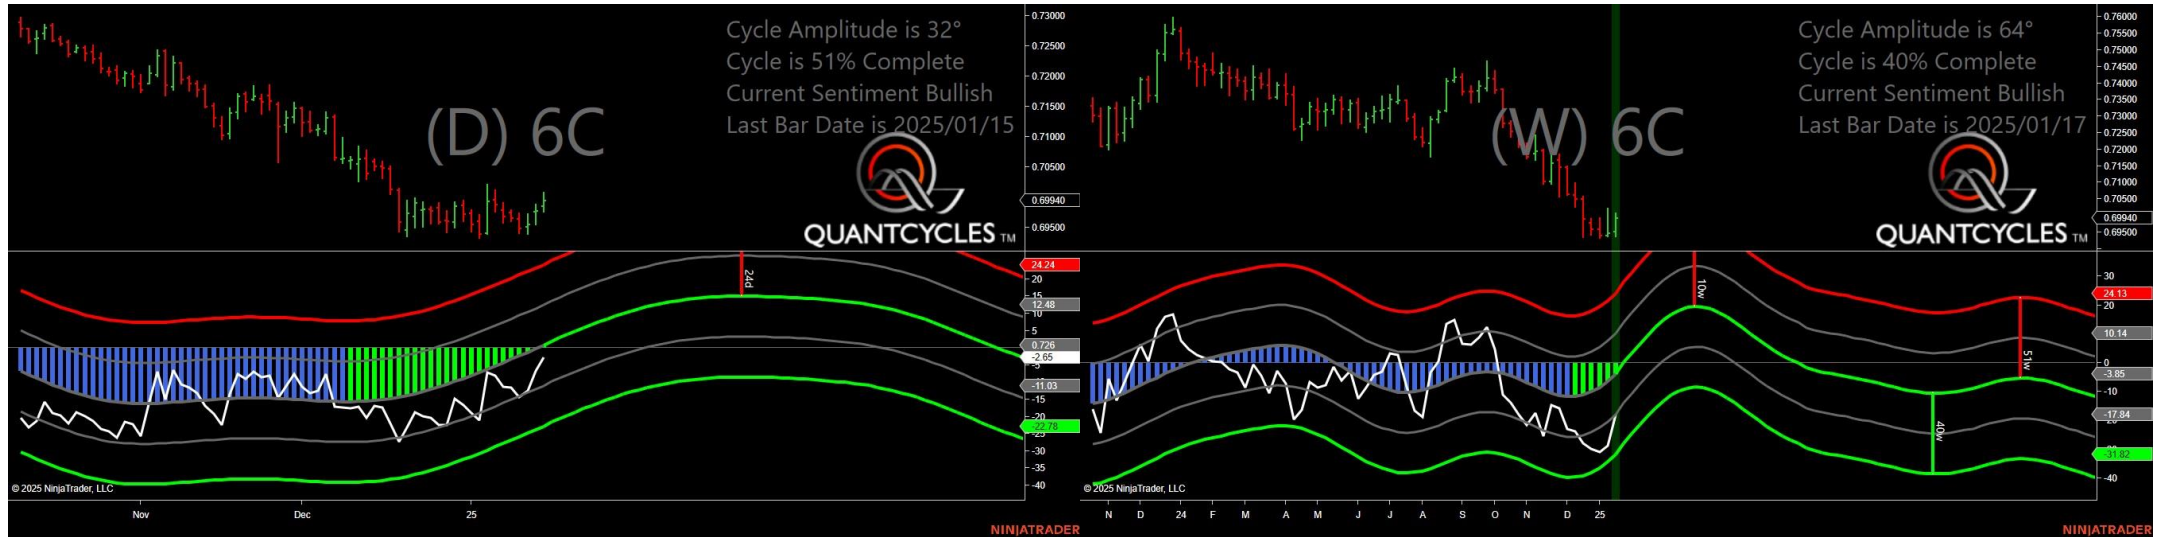 Cycle Amplitude is 32°
Cycle is 51% Complete
Current Sentiment Bullish
Last Bar Date is 2025/01/15
(D) 6C
QUANTCYCLES TM
0.73000
0.72500
0.72000
0.71500
0.71000
0.70500
0.69940
0.69500
24d
24.24
20
15
12.48
10
5
0.726
-2.65
-5
-11.03
-15
-20
-22.78
-25
-30
-35
-40
© 2025 NinjaTrader, LLC
Nov Dec 25
NINJATRADER
Cycle Amplitude is 64°
Cycle is 40% Complete
Current Sentiment Bullish
Last Bar Date is 2025/01/17
(W) 6C
QUANTCYCLES TM
0.76000
0.75500
0.75000
0.74500
0.74000
0.73500
0.73000
0.72500
0.72000
0.71500
0.71000
0.70500
0.69940
0.69500
10w
51w
40w
30
24.13
20
10.14
0
-3.85
-10
-17.84
-31.82
-40
© 2025 NinjaTrader, LLC
N D 24 F M A M J J A S O N D 25
NINJATRADER